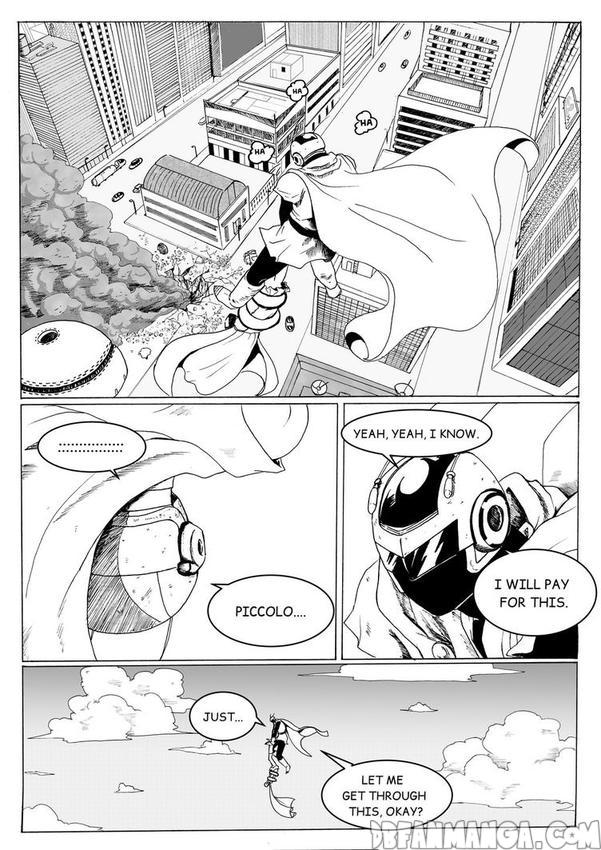 HA
HA
HA
...............
...............
PICCOLO....
YEAH, YEAH, I KNOW.
I WILL PAY
FOR THIS.
JUST...
LET ME
GET THROUGH
THIS, OKAY?
DBFANMANGA.COM